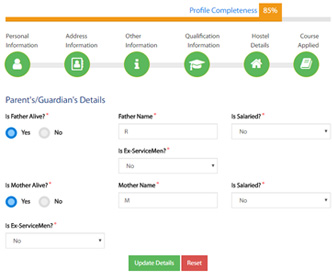 Profile Completeness 85%
Personal Information
Address Information
Other Information
Qualification Information
Hostel Details
Course Applied
Parent's/Guardian's Details
Is Father Alive? * Father Name * Is Salaried? *
Yes No R No
Is Ex-ServiceMen? *
No
Is Mother Alive? * Mother Name * Is Salaried? *
Yes No M No
Is Ex-ServiceMen? *
No
Update Details Reset